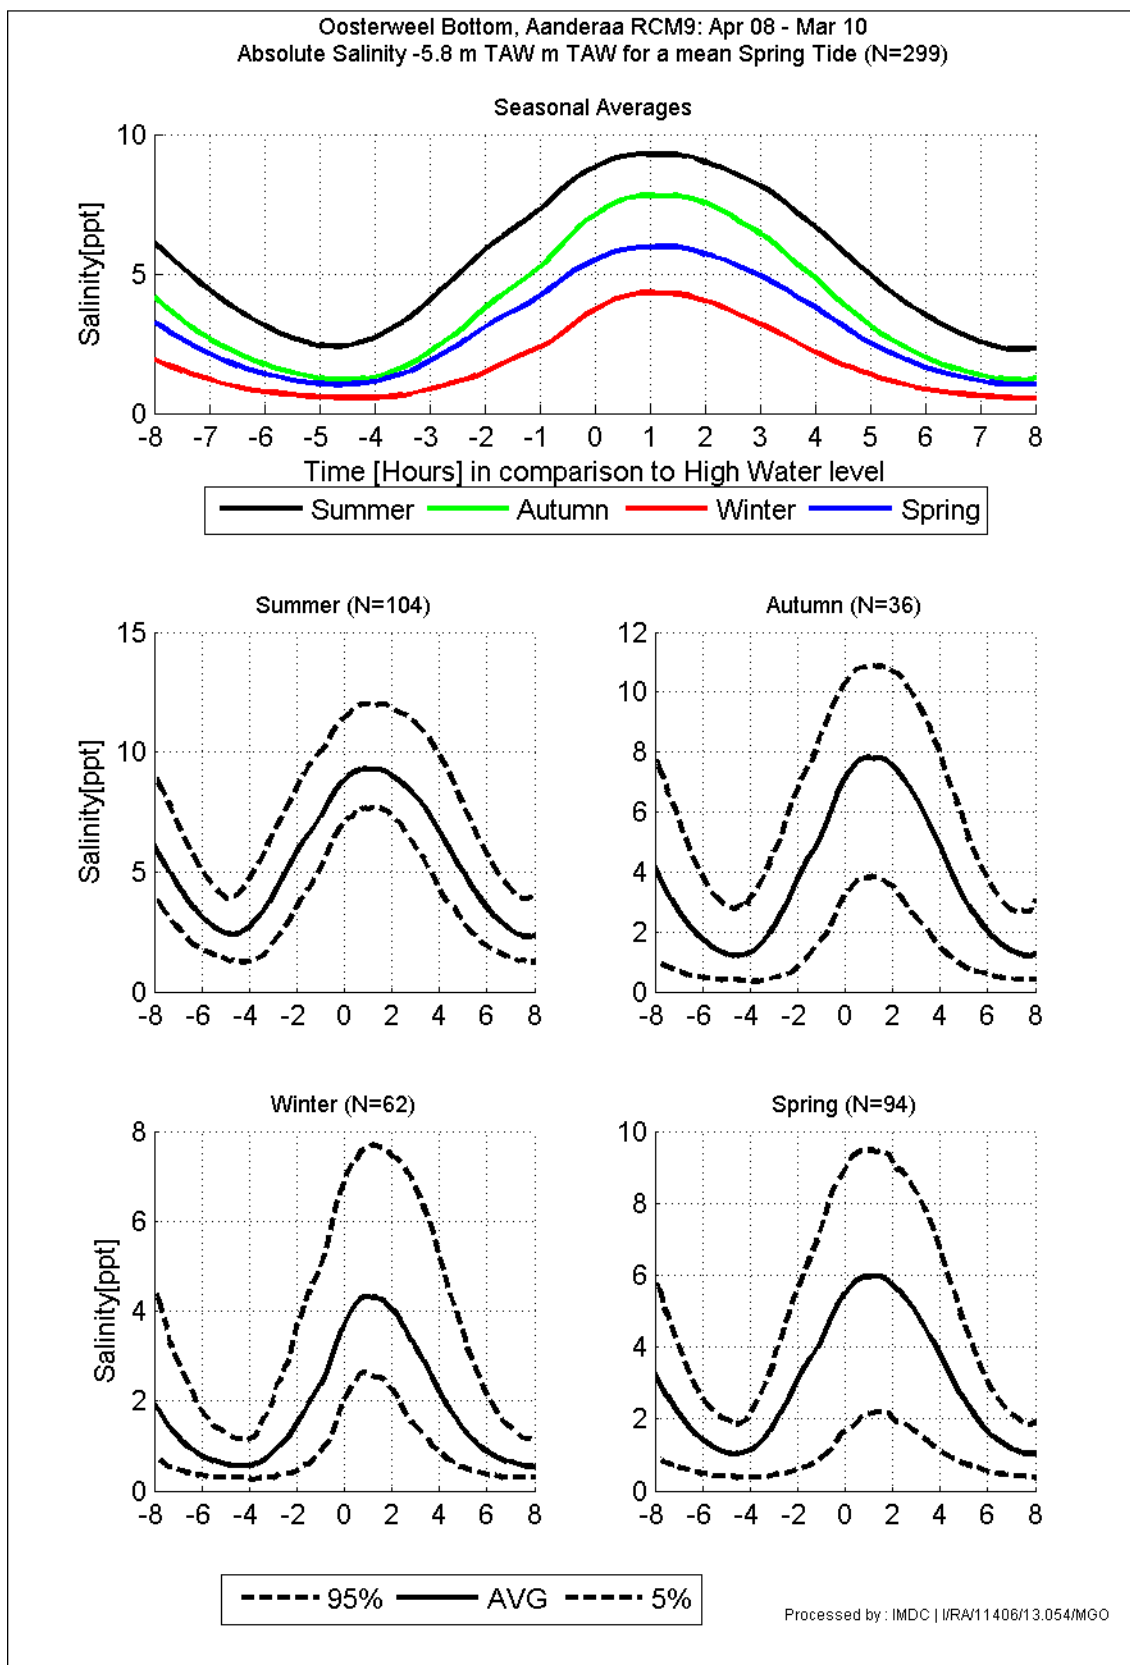 Oosterweel Bottom, Aanderaa RCM9: Apr 08 - Mar 10
Absolute Salinity -5.8 m TAW m TAW for a mean Spring Tide (N=299)
Seasonal Averages
10
5
0
Salinity[ppt]
-8 -7 -6 -5 -4 -3 -2 -1 0 1 2 3 4 5 6 7 8
Time [Hours] in comparison to High Water level
Summer Autumn Winter Spring
Summer (N=104)
15
10
5
0
Salinity[ppt]
-8 -6 -4 -2 0 2 4 6 8
Autumn (N=36)
12
10
8
6
4
2
0
-8 -6 -4 -2 0 2 4 6 8
Winter (N=62)
8
6
4
2
0
Salinity[ppt]
-8 -6 -4 -2 0 2 4 6 8
Spring (N=94)
10
8
6
4
2
0
-8 -6 -4 -2 0 2 4 6 8
95% AVG 5%
Processed by : IMDC | I/RA/11406/13.054/MGO